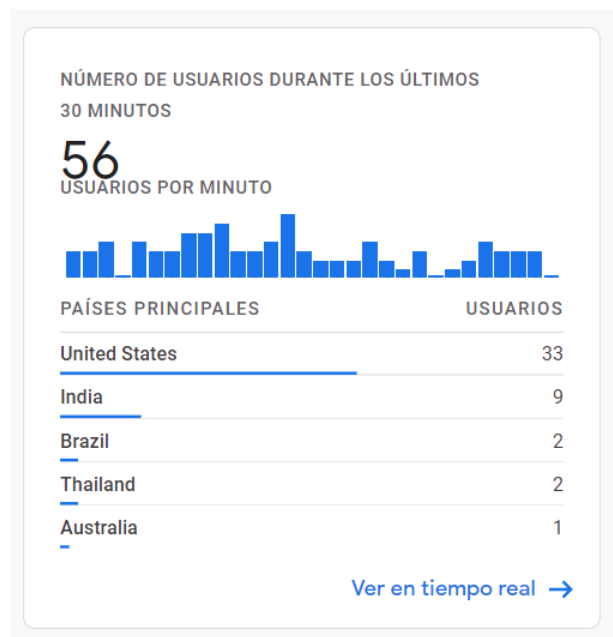 NÚMERO DE USUARIOS DURANTE LOS ÚLTIMOS
30 MINUTOS
56
USUARIOS POR MINUTO
PAÍSES PRINCIPALES USUARIOS
United States 33
India 9
Brazil 2
Thailand 2
Australia 1
Ver en tiempo real →